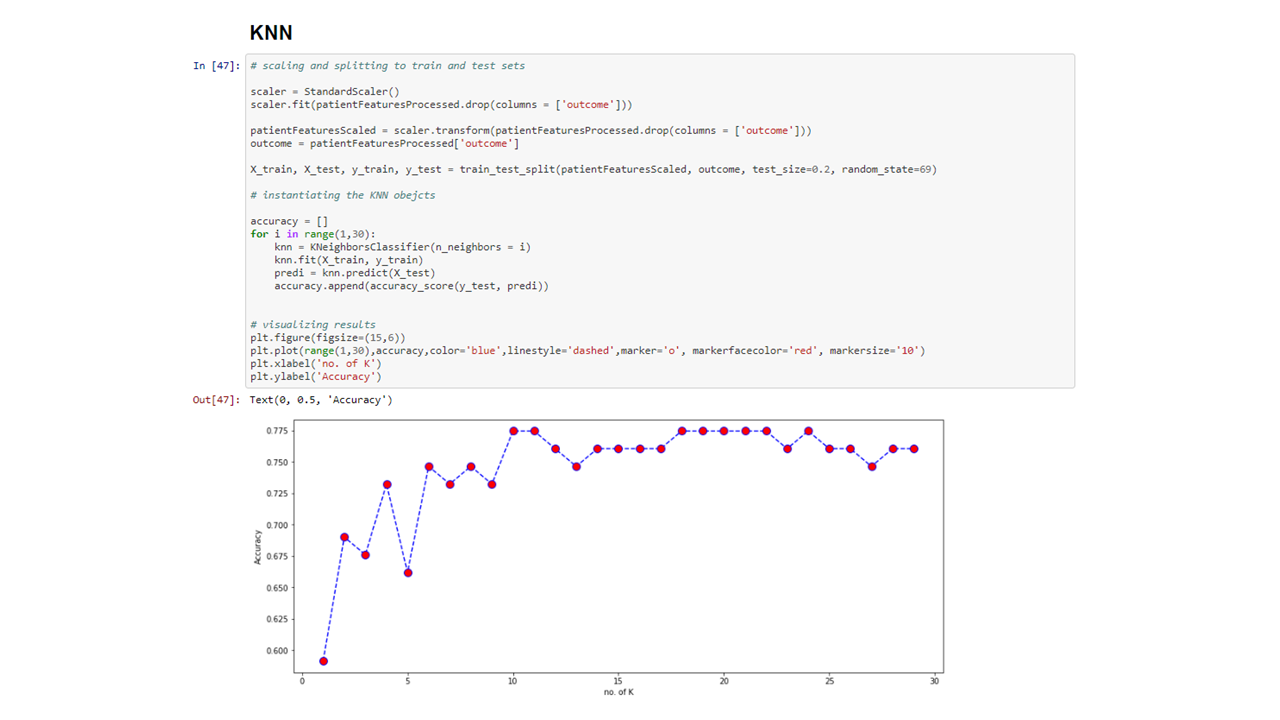 KNN
In [47]:
# scaling and splitting to train and test sets
scaler = StandardScaler()
scaler.fit(patientFeaturesProcessed.drop(columns = ['outcome']))
patientFeaturesScaled = scaler.transform(patientFeaturesProcessed.drop(columns = ['outcome']))
outcome = patientFeaturesProcessed['outcome']
X_train, X_test, y_train, y_test = train_test_split(patientFeaturesScaled, outcome, test_size=0.2, random_state=69)
# instantiating the KNN obejcts
accuracy = []
for i in range(1,30):
    knn = KNeighborsClassifier(n_neighbors = i)
    knn.fit(X_train, y_train)
    predi = knn.predict(X_test)
    accuracy.append(accuracy_score(y_test, predi))
# visualizing results
plt.figure(figsize=(15,6))
plt.plot(range(1,30),accuracy,color='blue',linestyle='dashed',marker='o', markerfacecolor='red', markersize='10')
plt.xlabel('no. of K')
plt.ylabel('Accuracy')
Out[47]: Text(0, 0.5, 'Accuracy')
0.775
0.750
0.725
0.700
0.675
0.650
0.625
0.600
Accuracy
0 5 10 15 20 25 30
no. of K